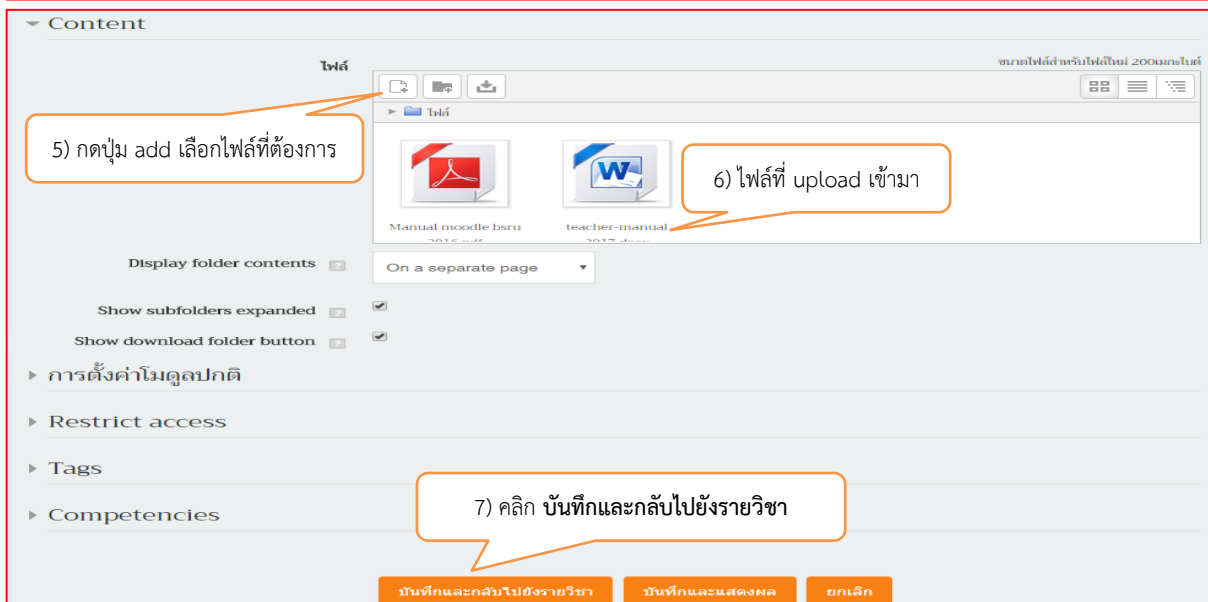 Content
ไฟล์
ขนาดไฟล์สำหรับไฟล์ใหม่ 200เมกะไบต์
ไฟล์
5) กดปุ่ม add เลือกไฟล์ที่ต้องการ
6) ไฟล์ที่ upload เข้ามา
Manual moodle bsru
2016.pdf
teacher-manual
2017.docx
Display folder contents
On a separate page
Show subfolders expanded
Show download folder button
การตั้งค่าโมดูลปกติ
Restrict access
Tags
Competencies
7) คลิก บันทึกและกลับไปยังรายวิชา
บันทึกและกลับไปยังรายวิชา
บันทึกและแสดงผล
ยกเลิก